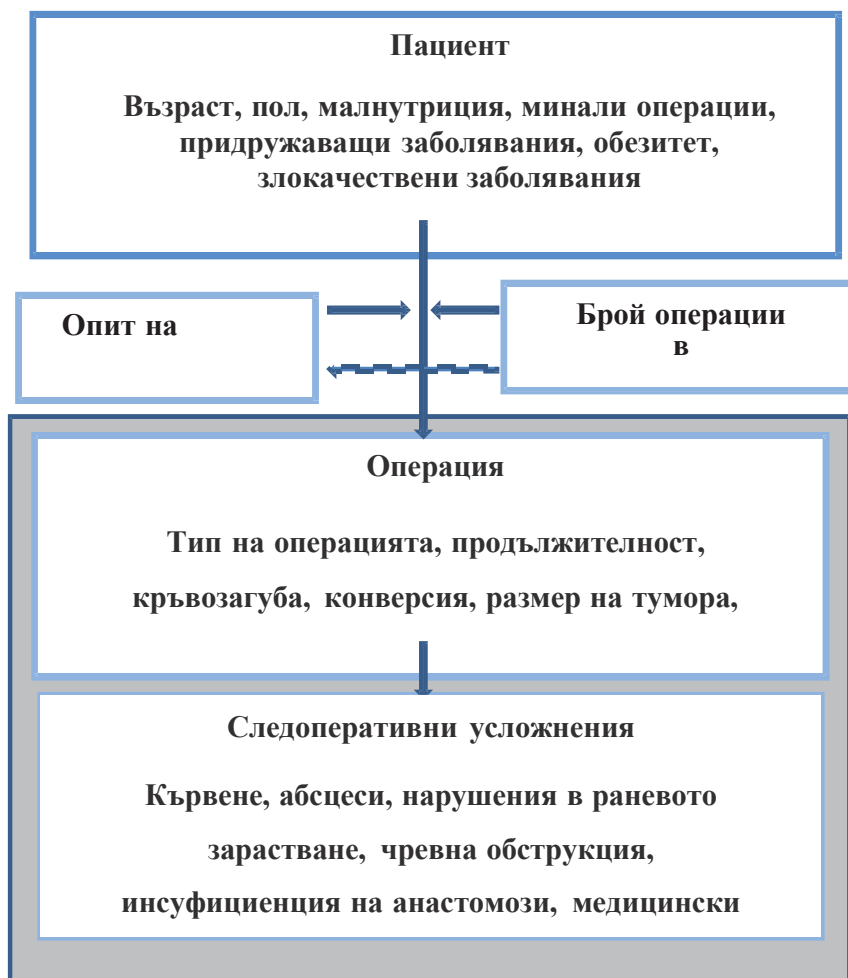 Пациент
Възраст, пол, малнутриция, минали операции,
придружаващи заболявания, обезитет,
злокачествени заболявания
Опит на
Брой операции
в
Операция
Тип на операцията, продължителност,
кръвозагуба, конверсия, размер на тумора,
Следоперативни усложнения
Кървене, абсцеси, нарушения в раневото
зарастване, чревна обструкция,
инсуфициенция на анастомози, медицински